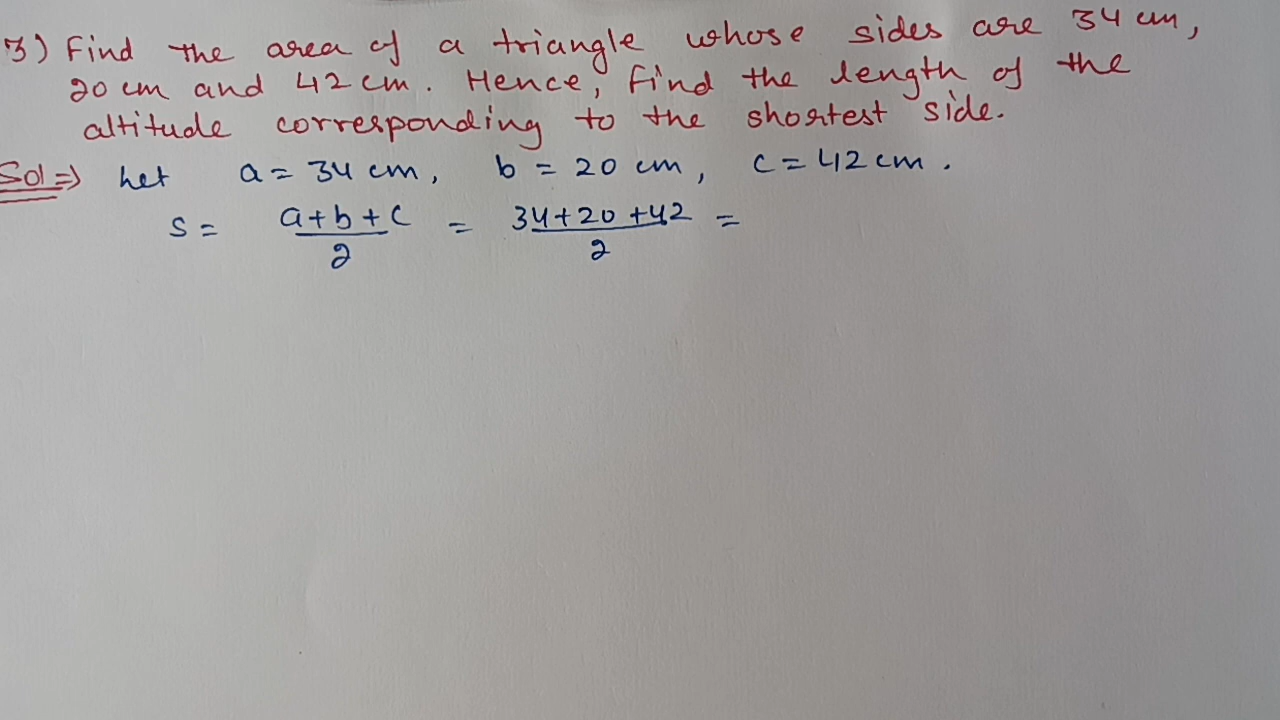 3) Find the area of a triangle whose sides are 34 cm,
20 cm and 42 cm. Hence, find the length of the
altitude corresponding to the shortest side.
Sol⇒ Let a = 34 cm, b = 20 cm, c = 42 cm.
s = a+b+c/2 = 34+20+42/2 =